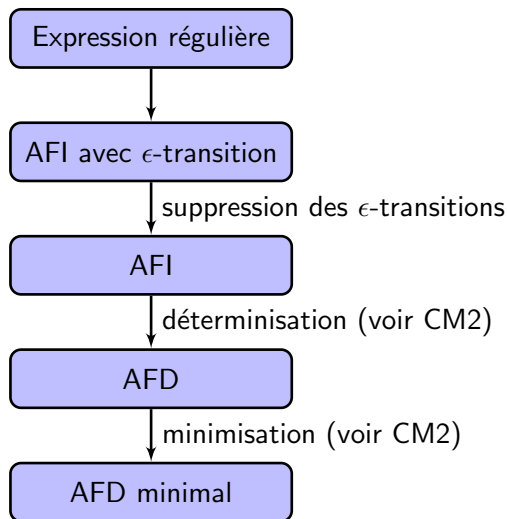 Expression régulière
AFI avec ϵ-transition
suppression des ϵ-transitions
AFI
déterminisation (voir CM2)
AFD
minimisation (voir CM2)
AFD minimal